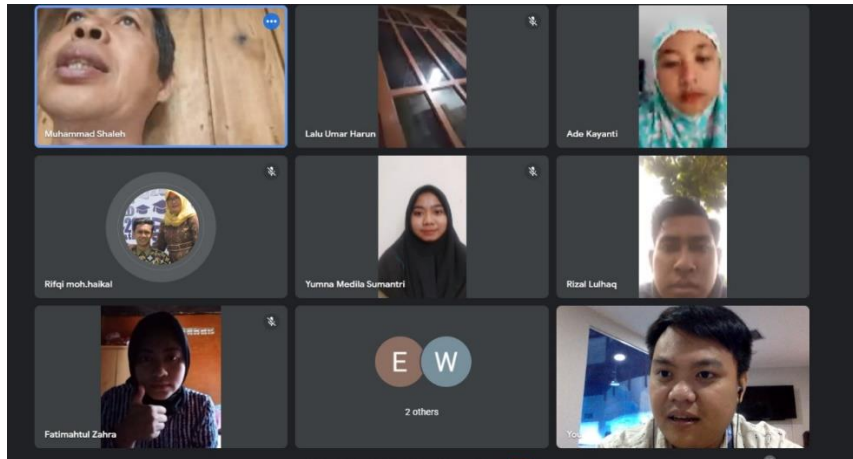 Muhammad Shaleh
Lalu Umar Harun
Ade Kayanti
Rifqi moh.haikal
Yumna Medila Sumantri
Rizal Lulhaq
Fatimahtul Zahra
E W
2 others
You